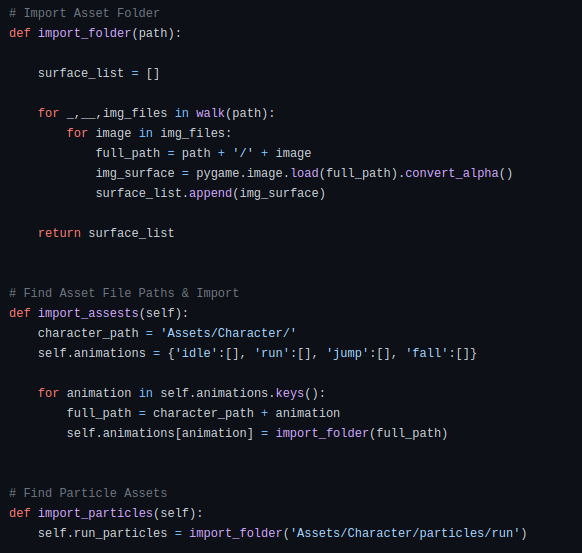 # Import Asset Folder
def import_folder(path):
    surface_list = []
    for _,__,img_files in walk(path):
        for image in img_files:
            full_path = path + '/' + image
            img_surface = pygame.image.load(full_path).convert_alpha()
            surface_list.append(img_surface)
    return surface_list
# Find Asset File Paths & Import
def import_assests(self):
    character_path = 'Assets/Character/'
    self.animations = {'idle':[], 'run':[], 'jump':[], 'fall':[]}
    for animation in self.animations.keys():
        full_path = character_path + animation
        self.animations[animation] = import_folder(full_path)
# Find Particle Assets
def import_particles(self):
    self.run_particles = import_folder('Assets/Character/particles/run')